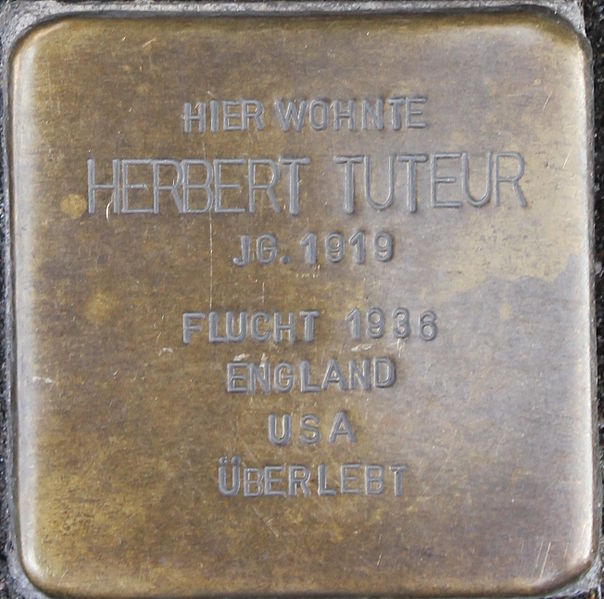 HIER WOHNTE
HERBERT TUTEUR
JG. 1919
FLUCHT 1936
ENGLAND
USA
ÜBERLEBT